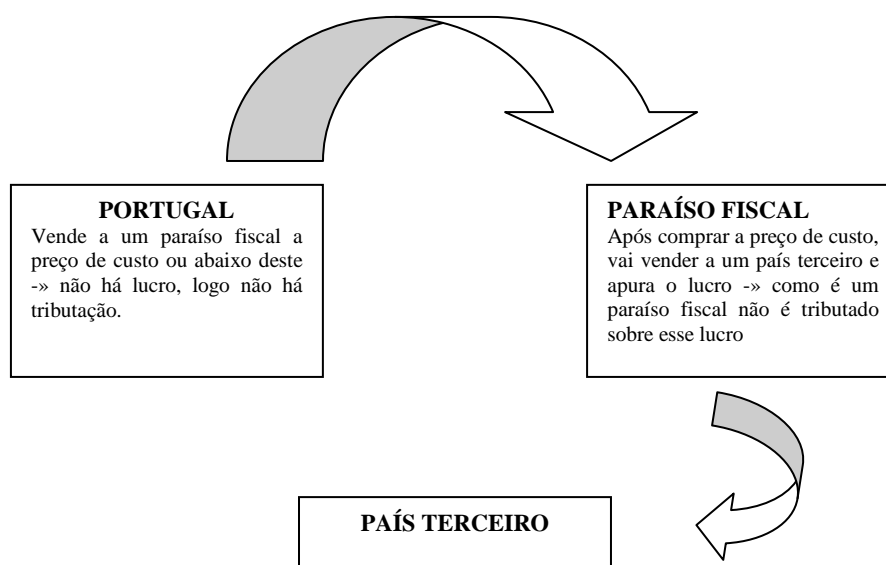 PORTUGAL
Vende a um paraíso fiscal a
preço de custo ou abaixo deste
-» não há lucro, logo não há
tributação.
PARAÍSO FISCAL
Após comprar a preço de custo,
vai vender a um país terceiro e
apura o lucro -» como é um
paraíso fiscal não é tributado
sobre esse lucro
PAÍS TERCEIRO